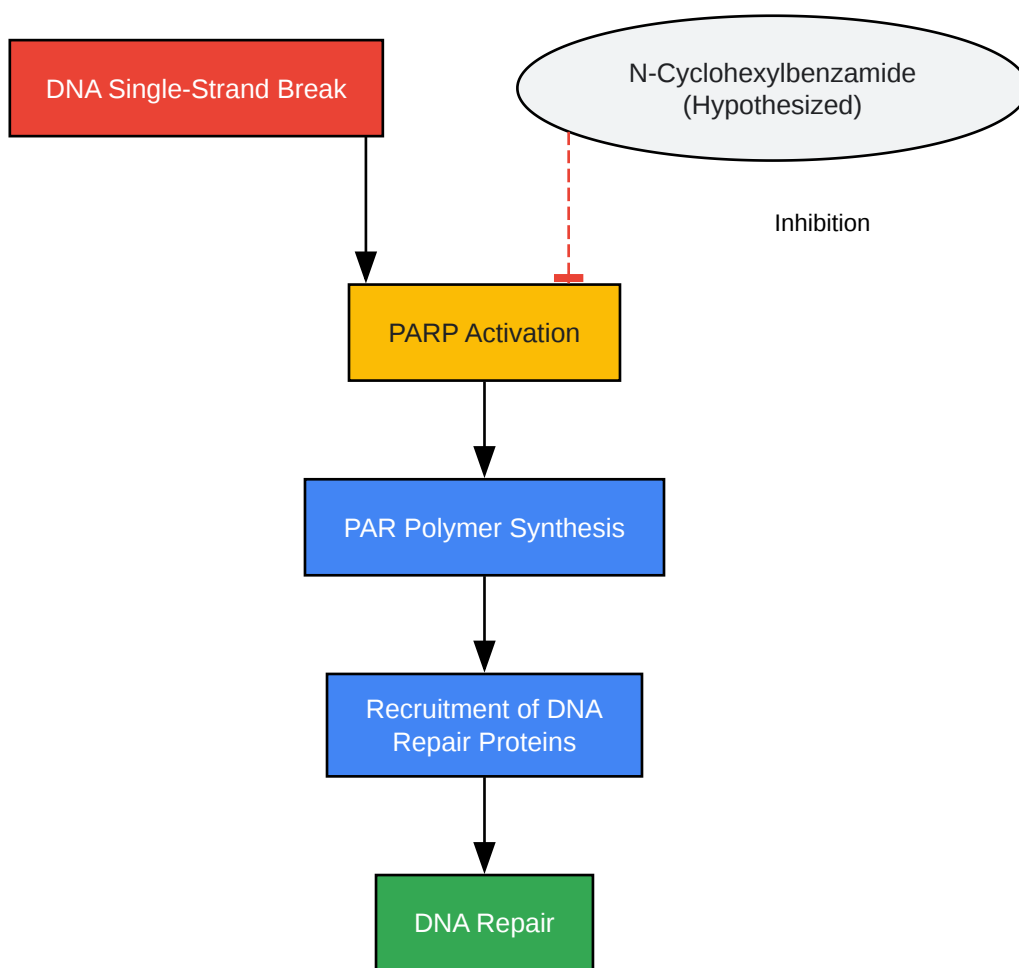 DNA Single-Strand Break
N-Cyclohexylbenzamide
(Hypothesized)
Inhibition
PARP Activation
PAR Polymer Synthesis
Recruitment of DNA
Repair Proteins
DNA Repair